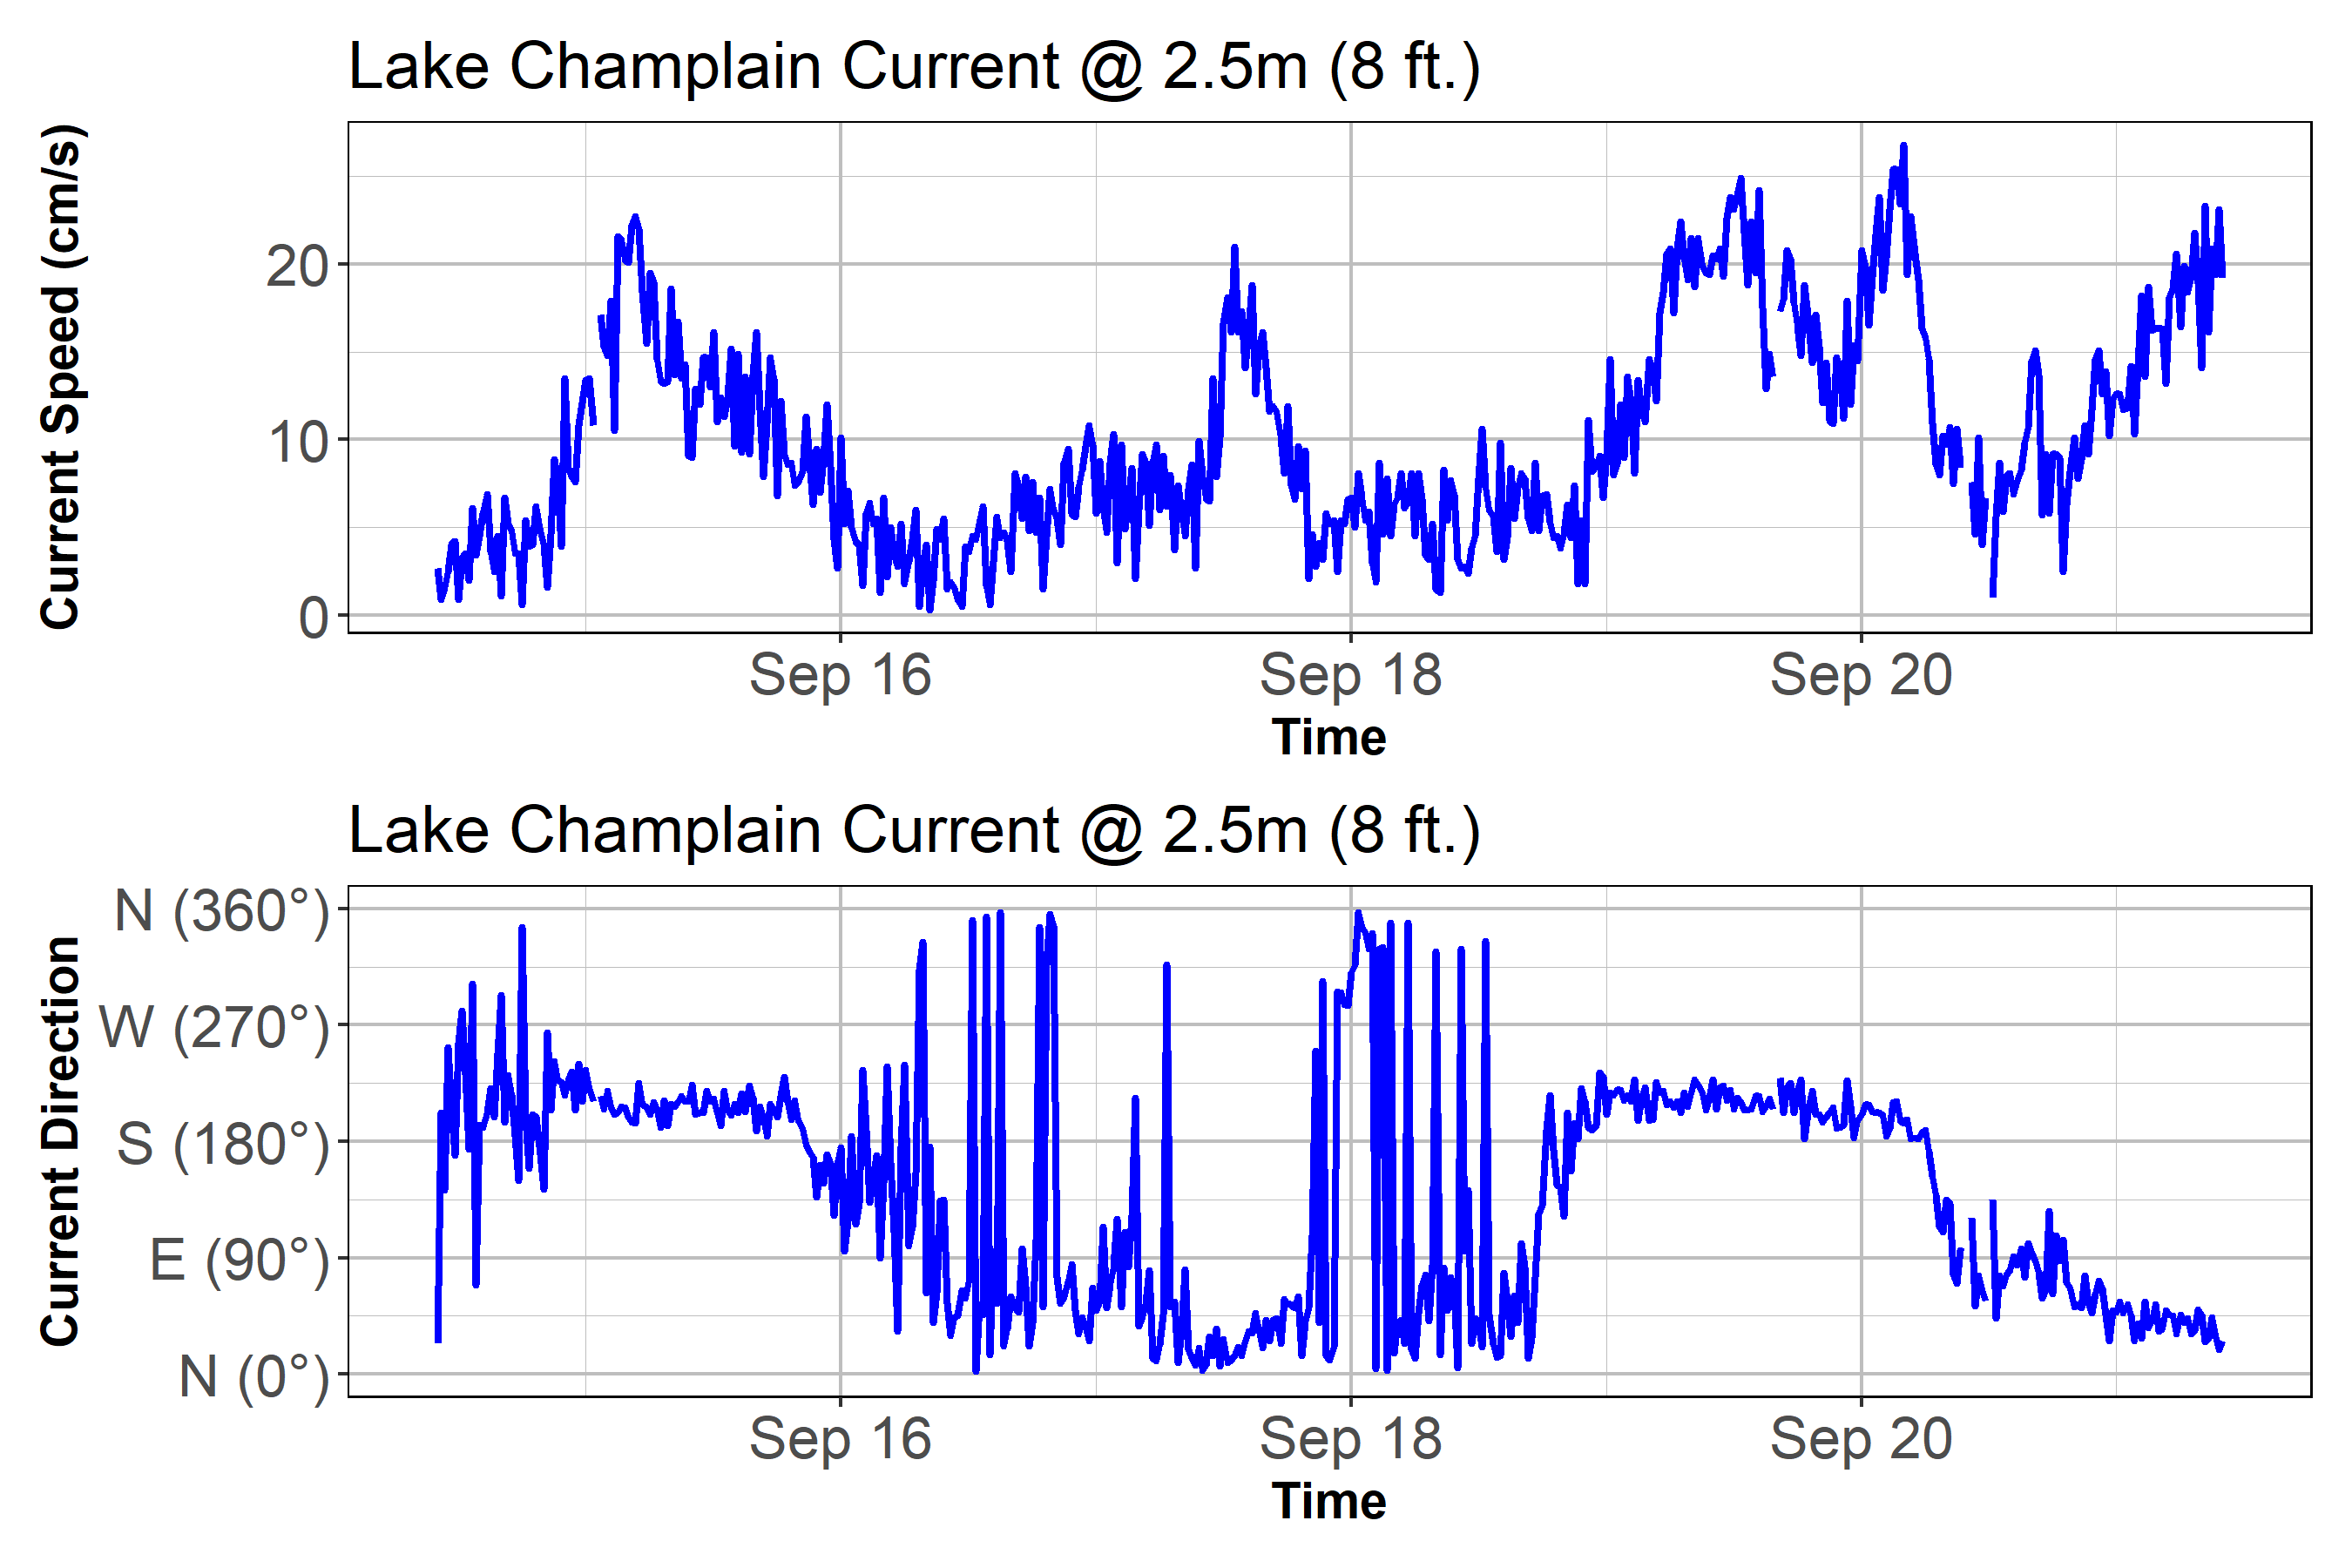 Lake Champlain Current @ 2.5m (8 ft.)
Current Speed (cm/s)
20
10
0
Sep 16
Sep 18
Sep 20
Time
Lake Champlain Current @ 2.5m (8 ft.)
Current Direction
N (360°)
W (270°)
S (180°)
E (90°)
N (0°)
Sep 16
Sep 18
Sep 20
Time